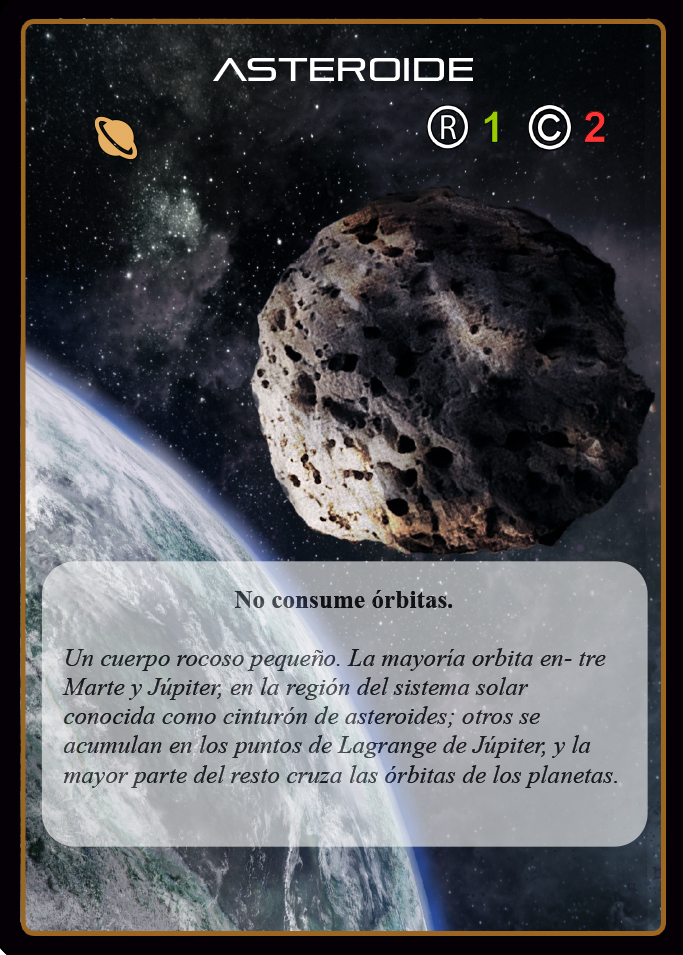 ASTEROIDE
Ⓡ 1 Ⓒ 2
No consume órbitas.
Un cuerpo rocoso pequeño. La mayoría orbita en- tre
Marte y Júpiter, en la región del sistema solar
conocida como cinturón de asteroides; otros se
acumulan en los puntos de Lagrange de Júpiter, y la
mayor parte del resto cruza las órbitas de los planetas.